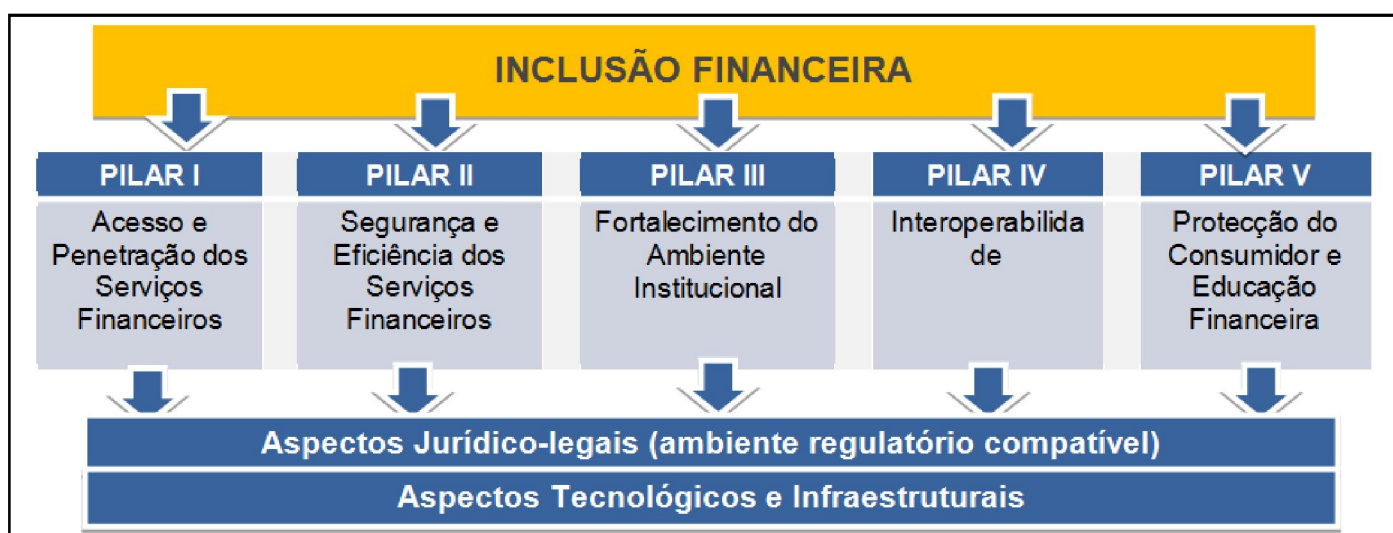 INCLUSÃO FINANCEIRA
PILAR I
Acesso e
Penetração dos
Serviços
Financeiros
PILAR II
Segurança e
Eficiência dos
Serviços
Financeiros
PILAR III
Fortalecimento do
Ambiente
Institucional
PILAR IV
Interoperabilida
de
PILAR V
Protecção do
Consumidor e
Educação
Financeira
Aspectos Jurídico-legais (ambiente regulatório compatível)
Aspectos Tecnológicos e Infraestruturais